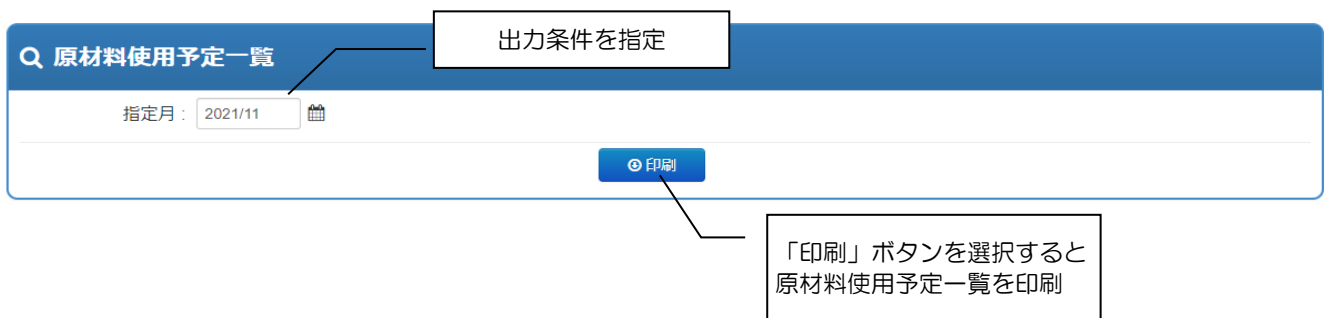 出力条件を指定
原材料使用予定一覧
指定月 : 2021/11
印刷
「印刷」ボタンを選択すると
原材料使用予定一覧を印刷